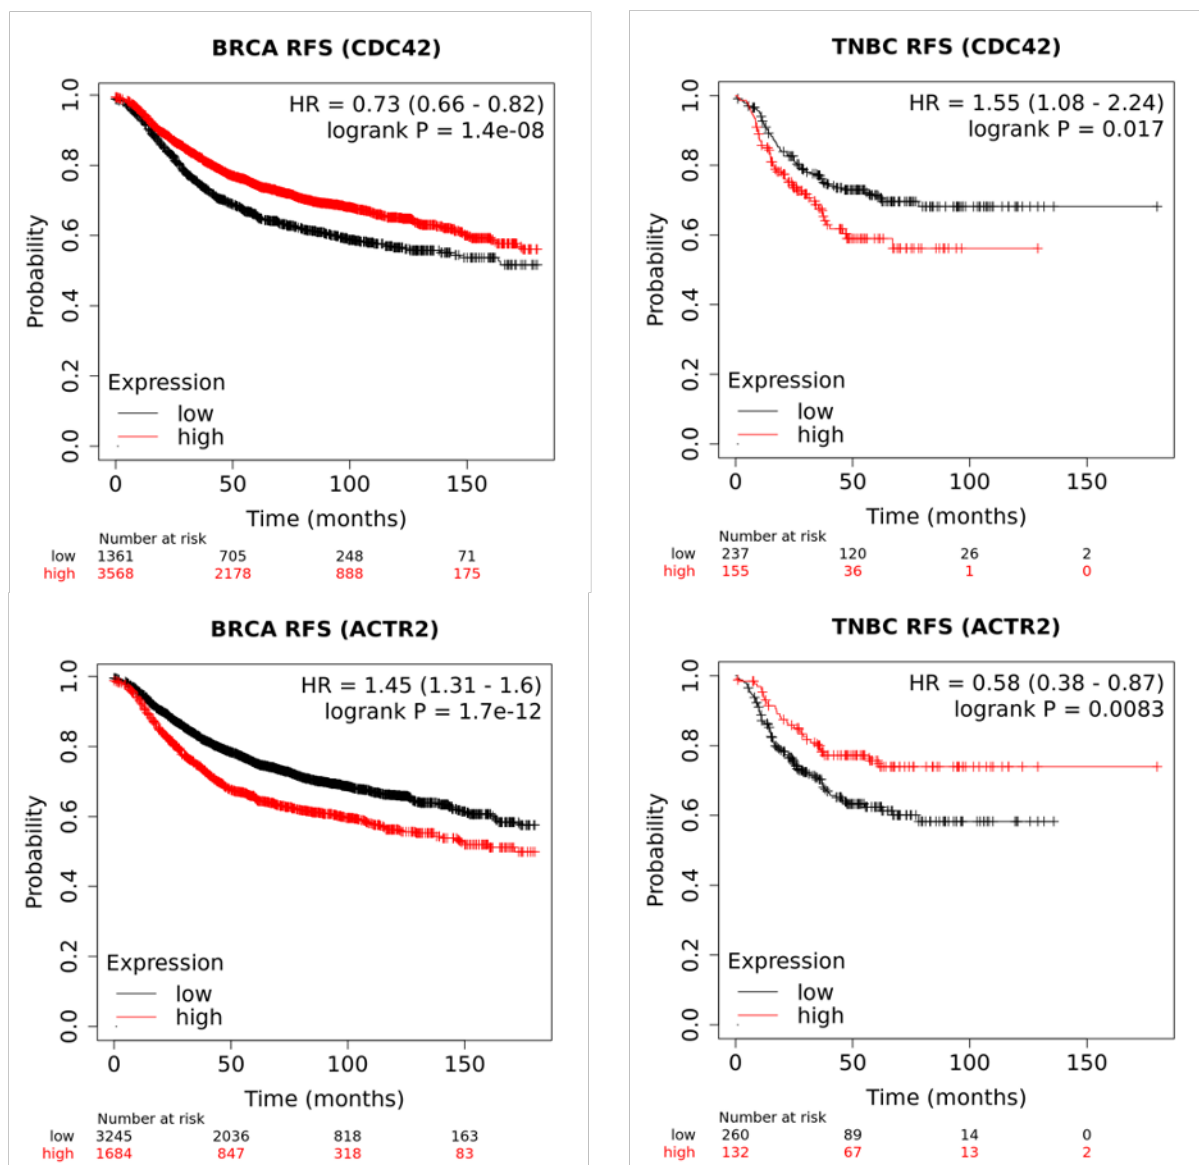 BRCA RFS (CDC42)
HR = 0.73 (0.66 - 0.82)
logrank P = 1.4e-08
Probability
1.0
0.8
0.6
0.4
0.2
0.0
Expression
low
high
0 50 100 150
Time (months)
Number at risk
low 1361 705 248 71
high 3568 2178 888 175
TNBC RFS (CDC42)
HR = 1.55 (1.08 - 2.24)
logrank P = 0.017
Probability
1.0
0.8
0.6
0.4
0.2
0.0
Expression
low
high
0 50 100 150
Time (months)
Number at risk
low 237 120 26 2
high 155 36 1 0
BRCA RFS (ACTR2)
HR = 1.45 (1.31 - 1.6)
logrank P = 1.7e-12
Probability
1.0
0.8
0.6
0.4
0.2
0.0
Expression
low
high
0 50 100 150
Time (months)
Number at risk
low 3245 2036 818 163
high 1684 847 318 83
TNBC RFS (ACTR2)
HR = 0.58 (0.38 - 0.87)
logrank P = 0.0083
Probability
1.0
0.8
0.6
0.4
0.2
0.0
Expression
low
high
0 50 100 150
Time (months)
Number at risk
low 260 89 14 0
high 132 67 13 2